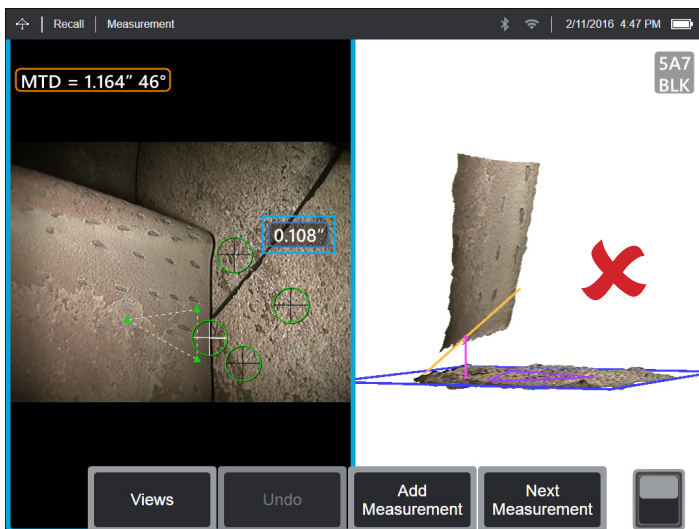 Recall Measurement 2/11/2016 4:47 PM
MTD = 1.164" 46°
5A7
BLK
0.108"
Views
Undo
Add
Measurement
Next
Measurement